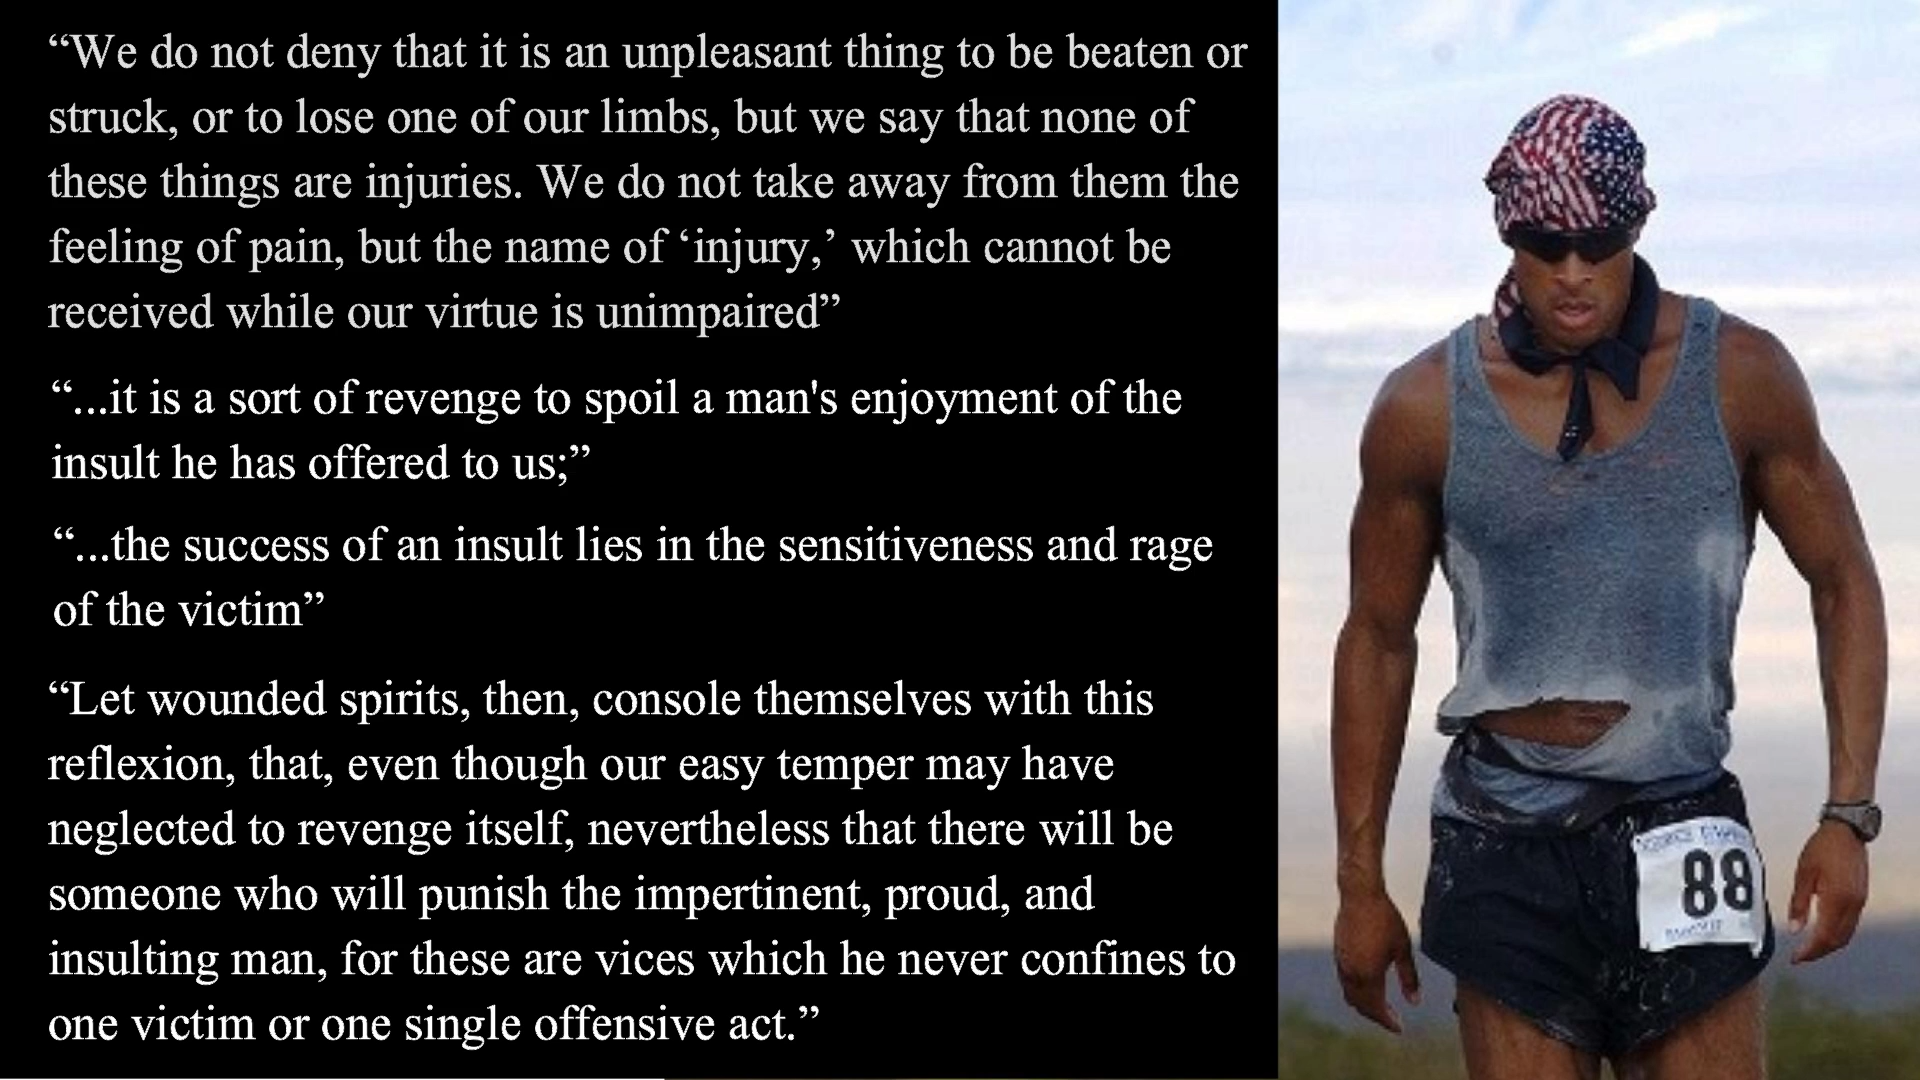 “We do not deny that it is an unpleasant thing to be beaten or
struck, or to lose one of our limbs, but we say that none of
these things are injuries. We do not take away from them the
feeling of pain, but the name of ‘injury,’ which cannot be
received while our virtue is unimpaired”
“...it is a sort of revenge to spoil a man's enjoyment of the
insult he has offered to us;”
“...the success of an insult lies in the sensitiveness and rage
of the victim”
“Let wounded spirits, then, console themselves with this
reflexion, that, even though our easy temper may have
neglected to revenge itself, nevertheless that there will be
someone who will punish the impertinent, proud, and
insulting man, for these are vices which he never confines to
one victim or one single offensive act.”
88